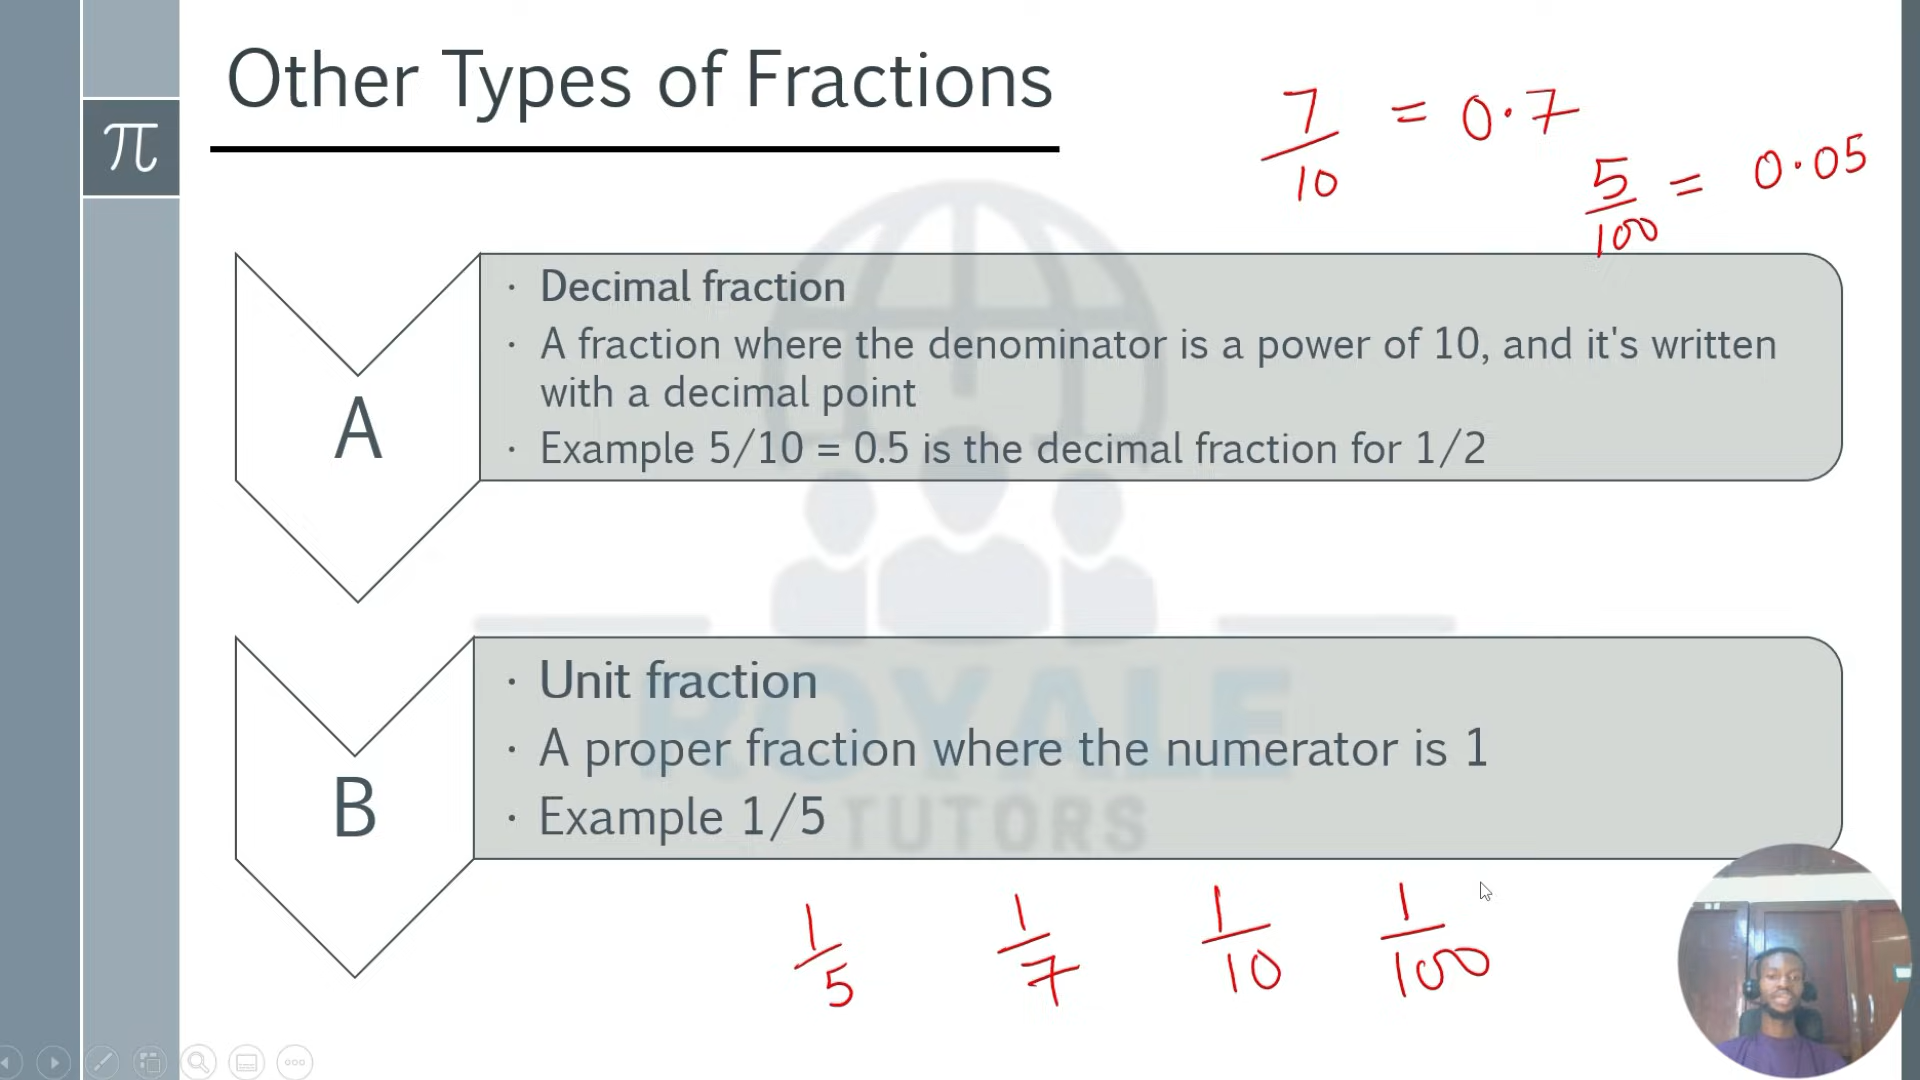 Other Types of Fractions
π
7/10 = 0.7
5/100 = 0.05
A
· Decimal fraction
· A fraction where the denominator is a power of 10, and it's written
with a decimal point
· Example 5/10 = 0.5 is the decimal fraction for 1/2
B
· Unit fraction
· A proper fraction where the numerator is 1
· Example 1/5
ROYALE
TUTORS
1/5 1/7 1/10 1/100